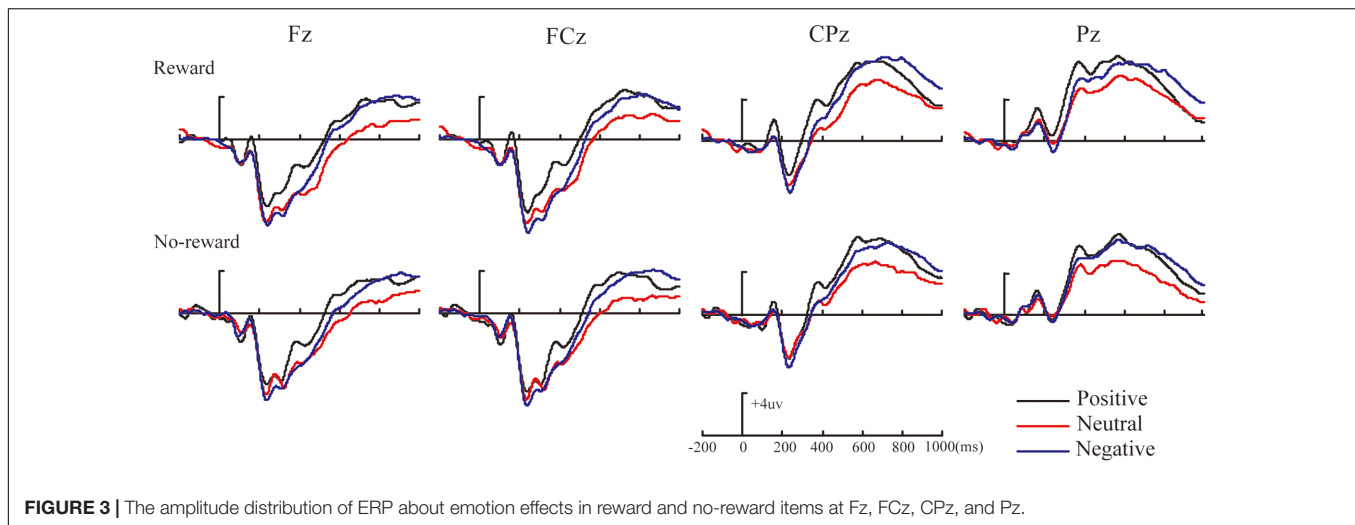 Fz FCz CPz Pz
Reward
No-reward
+4uv
-200 0 200 400 600 800 1000(ms)
Positive
Neutral
Negative
FIGURE 3 | The amplitude distribution of ERP about emotion effects in reward and no-reward items at Fz, FCz, CPz, and Pz.